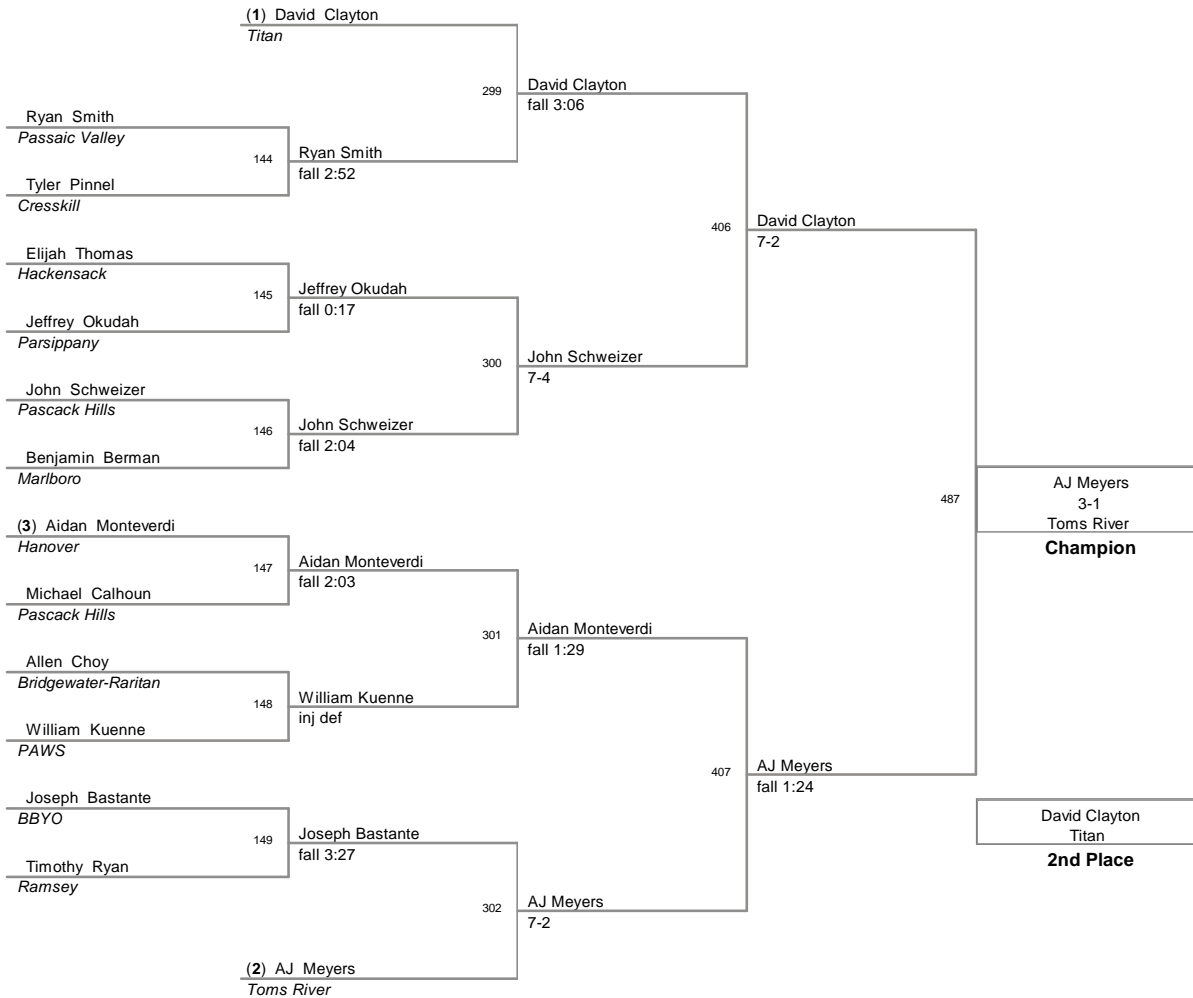 (1) David Clayton
Titan
299
David Clayton
fall 3:06
Ryan Smith
Passaic Valley
144
Ryan Smith
fall 2:52
Tyler Pinnel
Cresskill
406
David Clayton
7-2
Elijah Thomas
Hackensack
145
Jeffrey Okudah
fall 0:17
Jeffrey Okudah
Parsippany
300
John Schweizer
7-4
John Schweizer
Pascack Hills
146
John Schweizer
fall 2:04
Benjamin Berman
Marlboro
487
AJ Meyers
3-1
Toms River
Champion
(3) Aidan Monteverdi
Hanover
147
Aidan Monteverdi
fall 2:03
Michael Calhoun
Pascack Hills
301
Aidan Monteverdi
fall 1:29
Allen Choy
Bridgewater-Raritan
148
William Kuenne
inj def
William Kuenne
PAWS
407
AJ Meyers
fall 1:24
Joseph Bastante
BBYO
149
Joseph Bastante
fall 3:27
Timothy Ryan
Ramsey
David Clayton
Titan
2nd Place
302
AJ Meyers
7-2
(2) AJ Meyers
Toms River